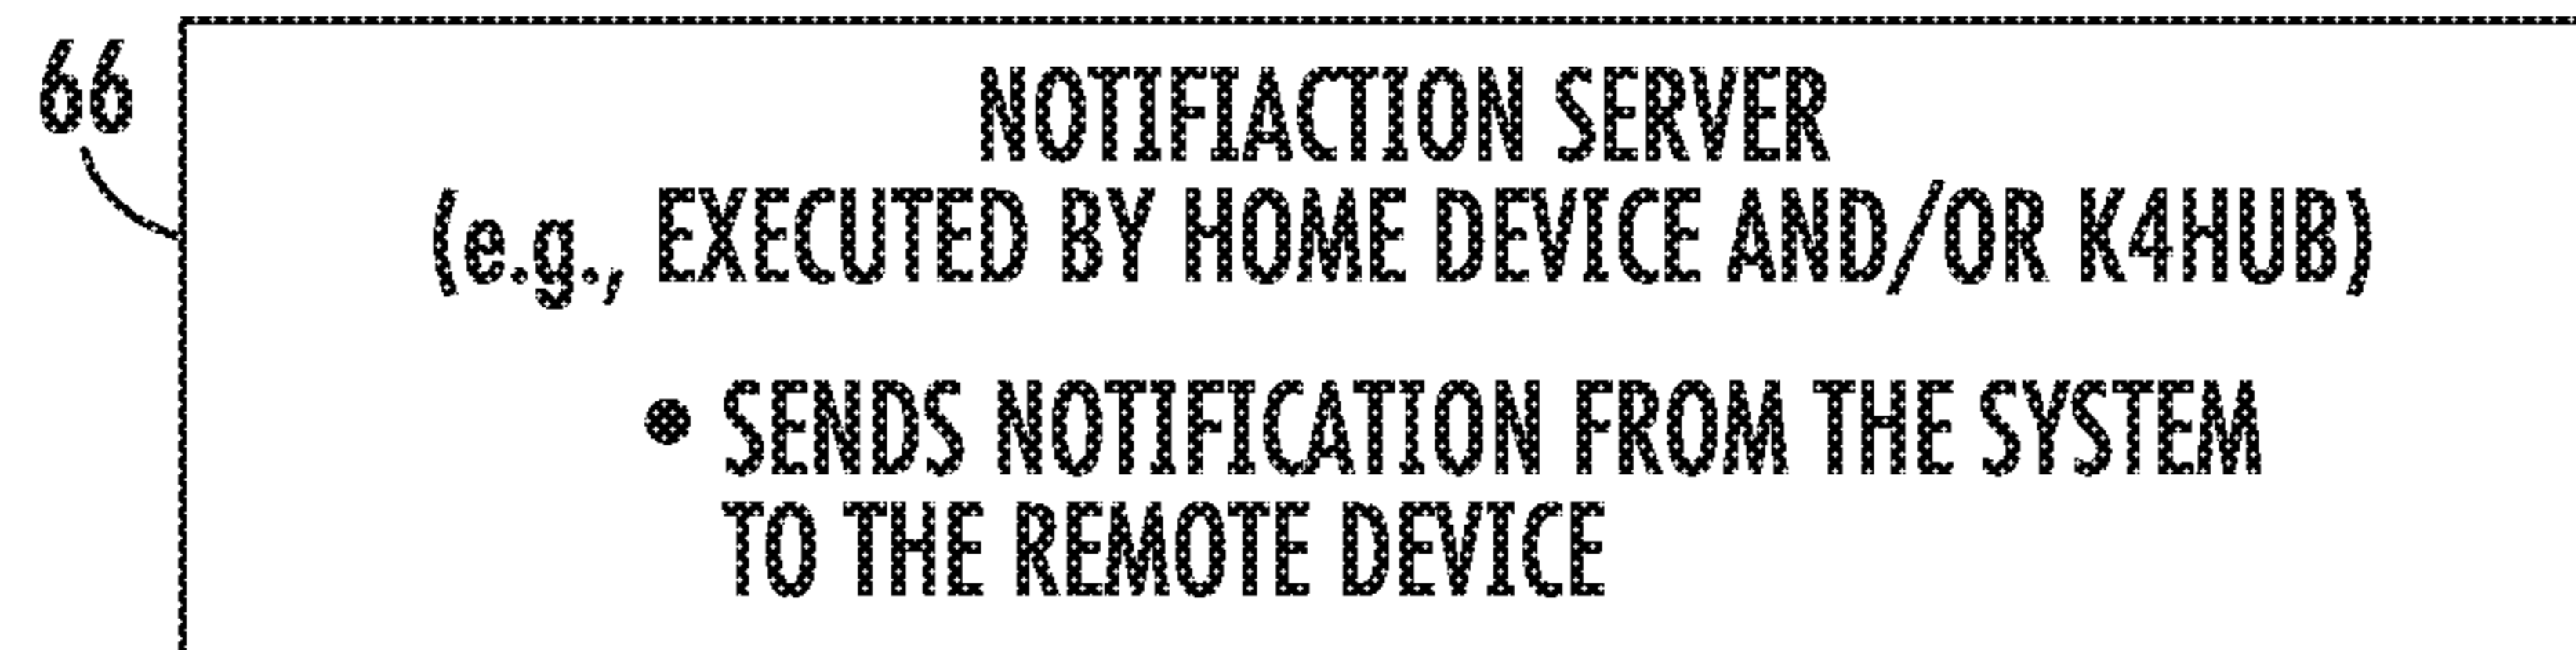 66
NOTIFIACTION SERVER
(e.g., EXECUTED BY HOME DEVICE AND/OR K4HUB)
• SENDS NOTIFICATION FROM THE SYSTEM
TO THE REMOTE DEVICE